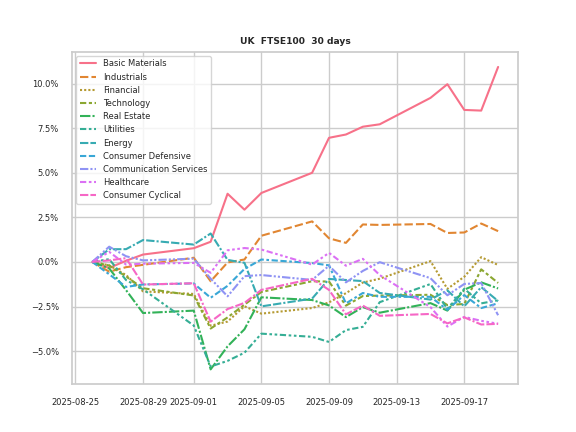 UK  FTSE100  30 days
Basic Materials
Industrials
Financial
Technology
Real Estate
Utilities
Energy
Consumer Defensive
Communication Services
Healthcare
Consumer Cyclical
10.0%
7.5%
5.0%
2.5%
0.0%
−2.5%
−5.0%
2025-08-25 2025-08-29 2025-09-01 2025-09-05 2025-09-09 2025-09-13 2025-09-17